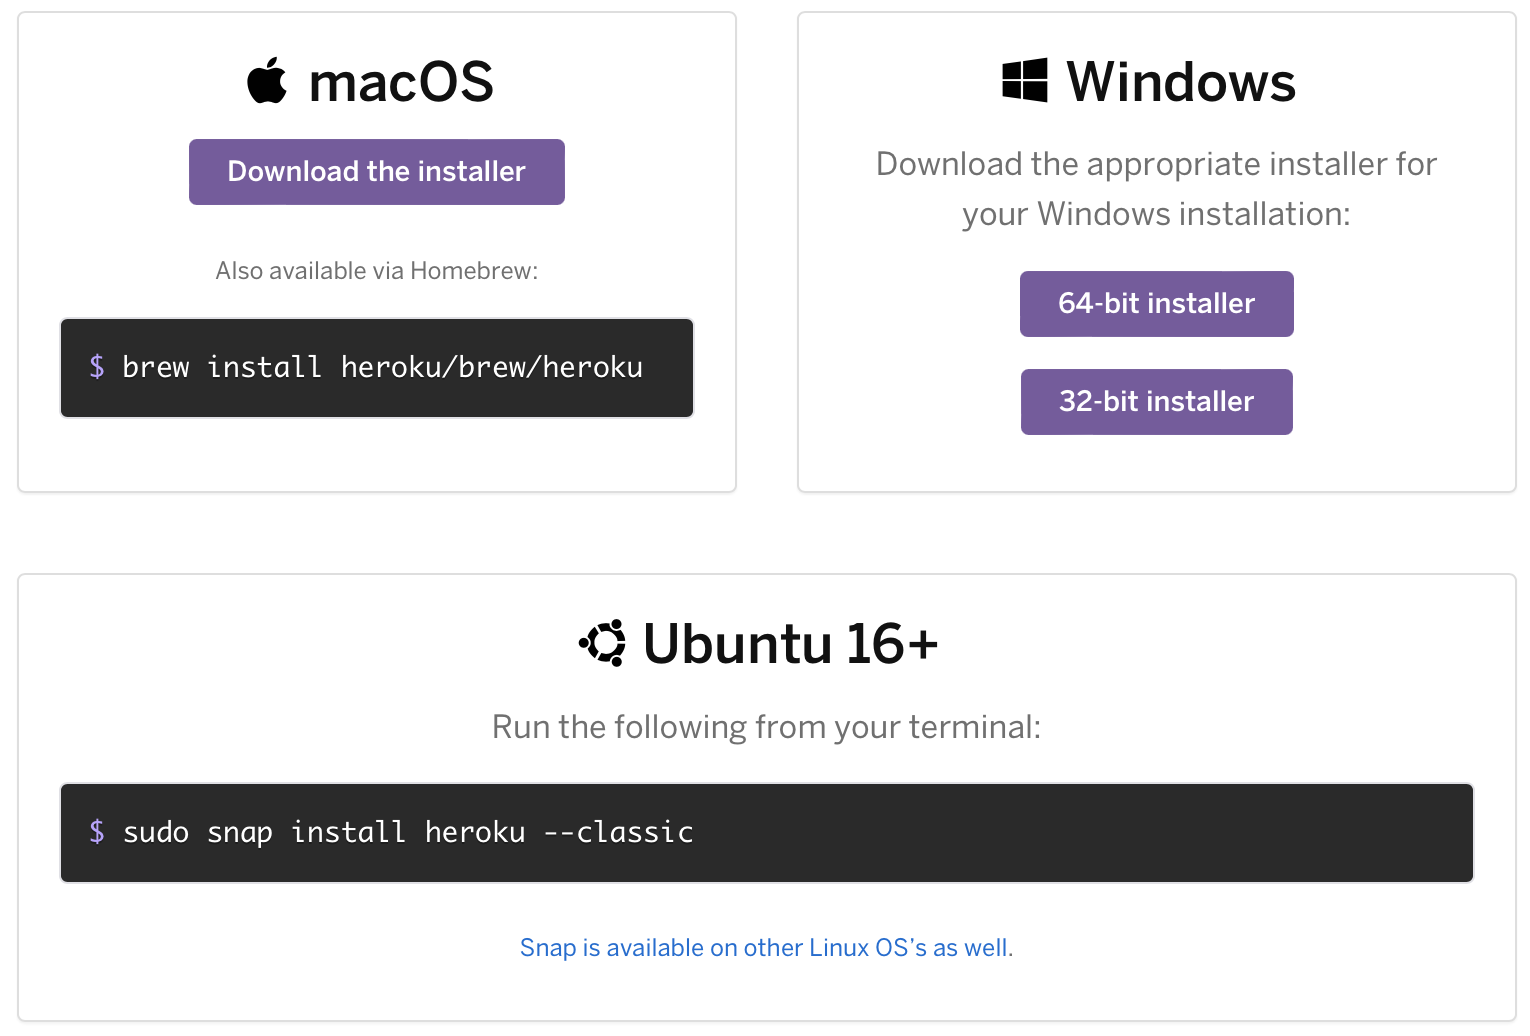 macOS
Download the installer
Also available via Homebrew:
$ brew install heroku/brew/heroku
Windows
Download the appropriate installer for
your Windows installation:
64-bit installer
32-bit installer
Ubuntu 16+
Run the following from your terminal:
$ sudo snap install heroku --classic
Snap is available on other Linux OS’s as well.